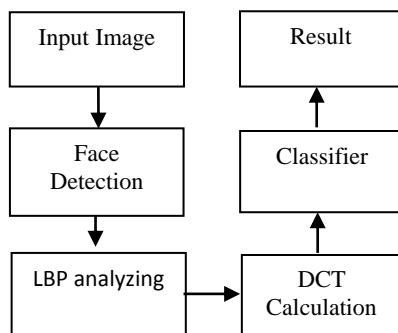 Input Image
Face
Detection
LBP analyzing
DCT
Calculation
Classifier
Result